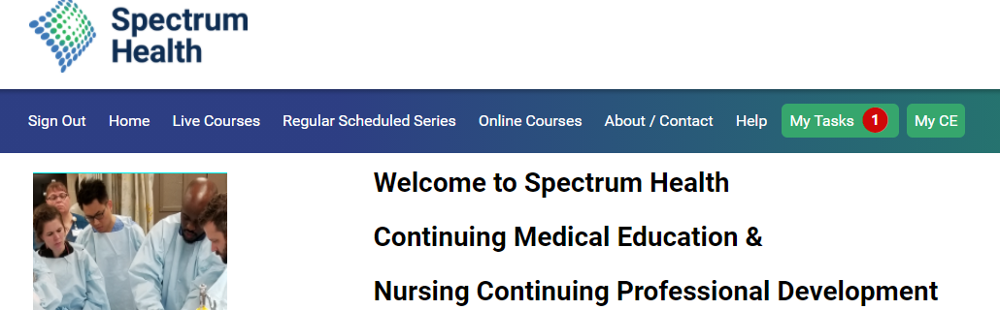 Spectrum
Health
Sign Out Home Live Courses Regular Scheduled Series Online Courses About / Contact Help My Tasks 1 My CE
Welcome to Spectrum Health
Continuing Medical Education &
Nursing Continuing Professional Development